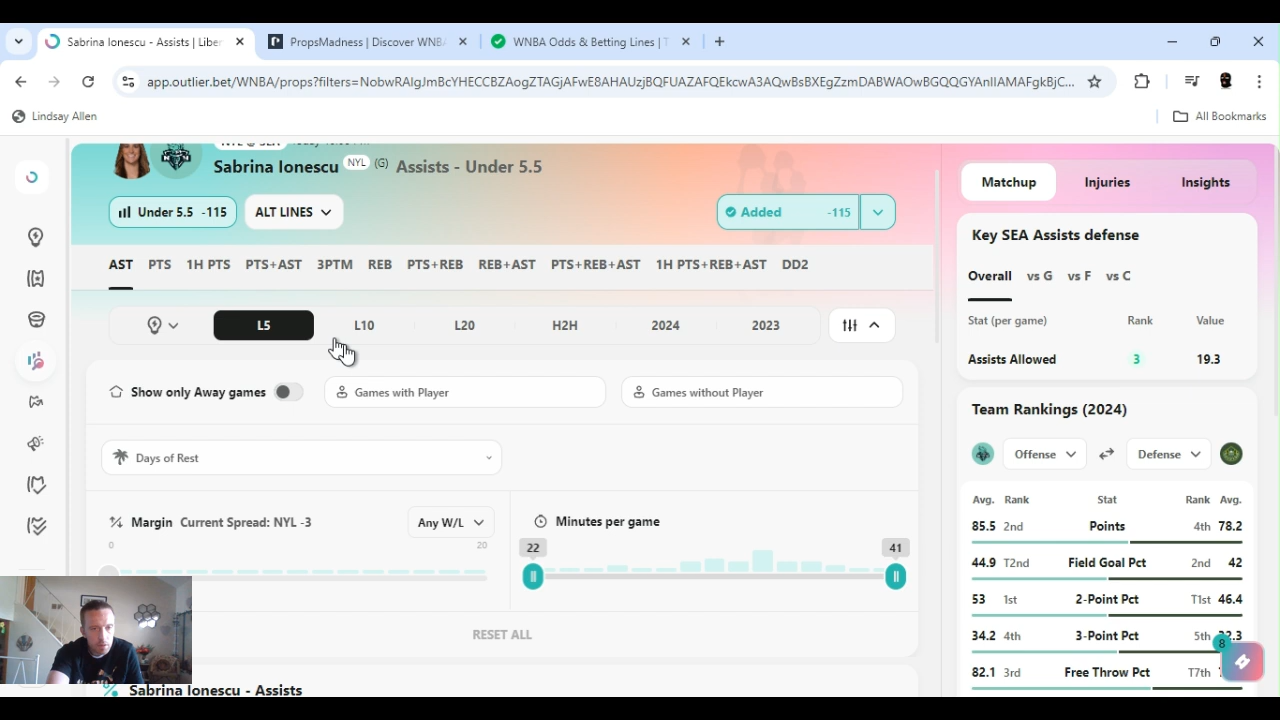 Sabrina Ionescu - Assists | Liber
PropsMadness | Discover WNB
WNBA Odds & Betting Lines | T
Lindsay Allen
All Bookmarks
Sabrina Ionescu NYL (G) Assists - Under 5.5
Under 5.5 -115
ALT LINES
Added -115
AST PTS 1H PTS PTS+AST 3PTM REB PTS+REB REB+AST PTS+REB+AST 1H PTS+REB+AST DD2
L5 L10 L20 H2H 2024 2023
Show only Away games
Games with Player
Games without Player
Days of Rest
Margin Current Spread: NYL -3
Any W/L
0 20
Minutes per game
22 41
RESET ALL
Sabrina Ionescu - Assists
Matchup Injuries Insights
Key SEA Assists defense
Overall vs G vs F vs C
Stat (per game) Rank Value
Assists Allowed 3 19.3
Team Rankings (2024)
Offense Defense
Avg. Rank Stat Rank Avg.
85.5 2nd Points 4th 78.2
44.9 T2nd Field Goal Pct 2nd 42
53 1st 2-Point Pct T1st 46.4
34.2 4th 3-Point Pct 5th
82.1 3rd Free Throw Pct T7th
8